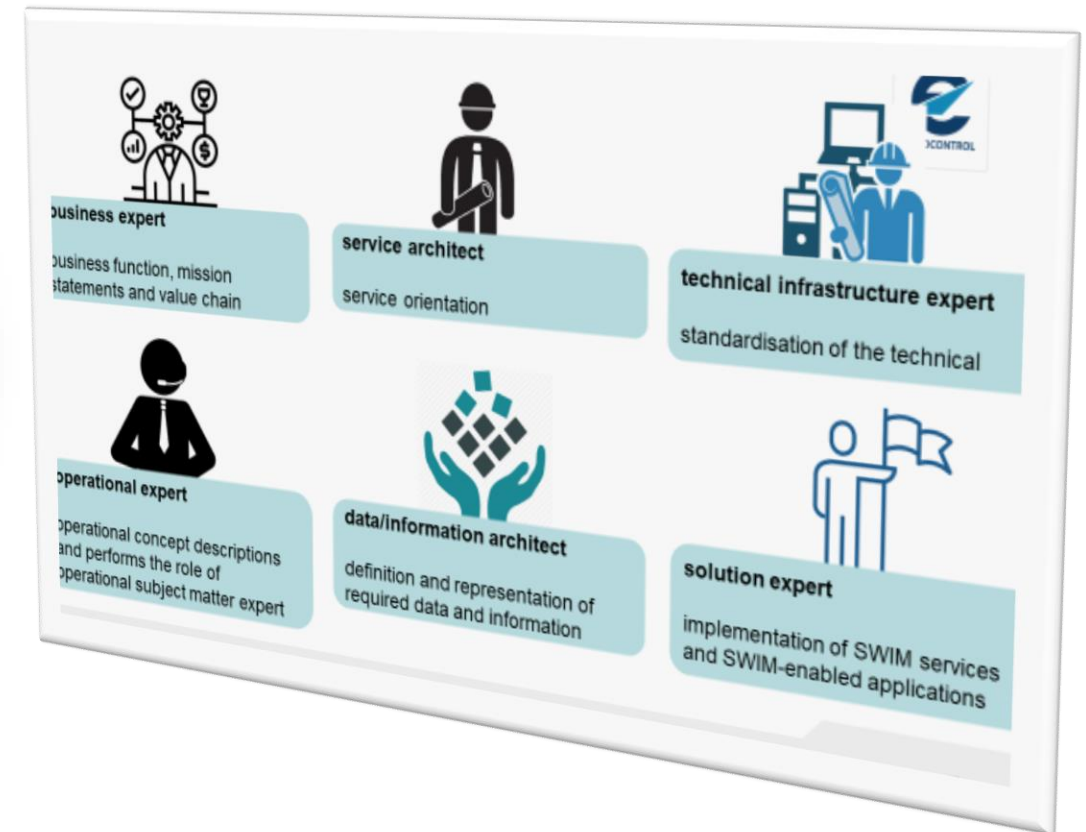 ɔCONTROL
business expert
business function, mission
statements and value chain
service architect
service orientation
technical infrastructure expert
standardisation of the technical
operational expert
operational concept descriptions
and performs the role of
operational subject matter expert
data/information architect
definition and representation of
required data and information
solution expert
implementation of SWIM services
and SWIM-enabled applications